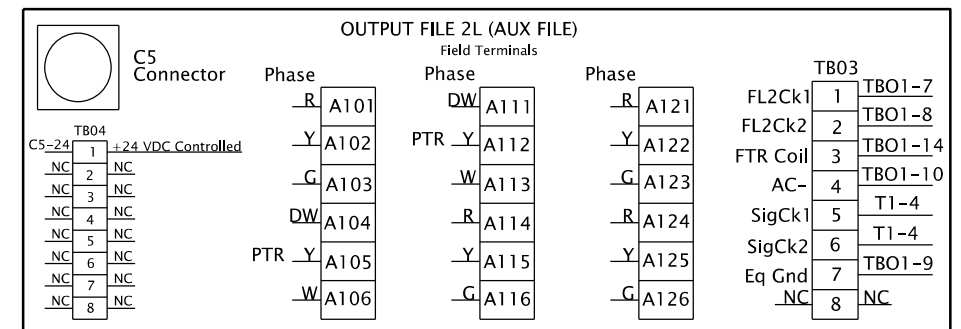 OUTPUT FILE 2L (AUX FILE)
Field Terminals
C5
Connector
TB04
C5-24 1 +24 VDC Controlled
NC 2 NC
NC 3 NC
NC 4 NC
NC 5 NC
NC 6 NC
NC 7 NC
NC 8 NC
Phase
R A101
Y A102
G A103
DW A104
PTR Y A105
W A106
Phase
DW A111
PTR Y A112
W A113
R A114
Y A115
G A116
Phase
R A121
Y A122
G A123
R A124
Y A125
G A126
TB03
FL2Ck1 1 TBO1-7
FL2Ck2 2 TBO1-8
FTR Coil 3 TBO1-14
AC- 4 TBO1-10
SigCk1 5 T1-4
SigCk2 6 T1-4
Eq Gnd 7 TBO1-9
NC 8 NC